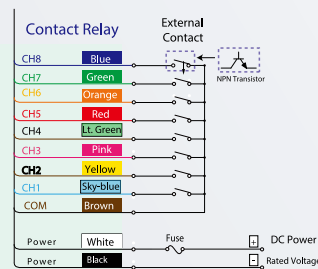 Contact Relay
External
Contact
CH8 Blue
NPN Transistor
CH7 Green
CH6 Orange
CH5 Red
CH4 Lt. Green
CH3 Pink
CH2 Yellow
CH1 Sky-blue
COM Brown
Power White Fuse + DC Power
Power Black - Rated Voltage